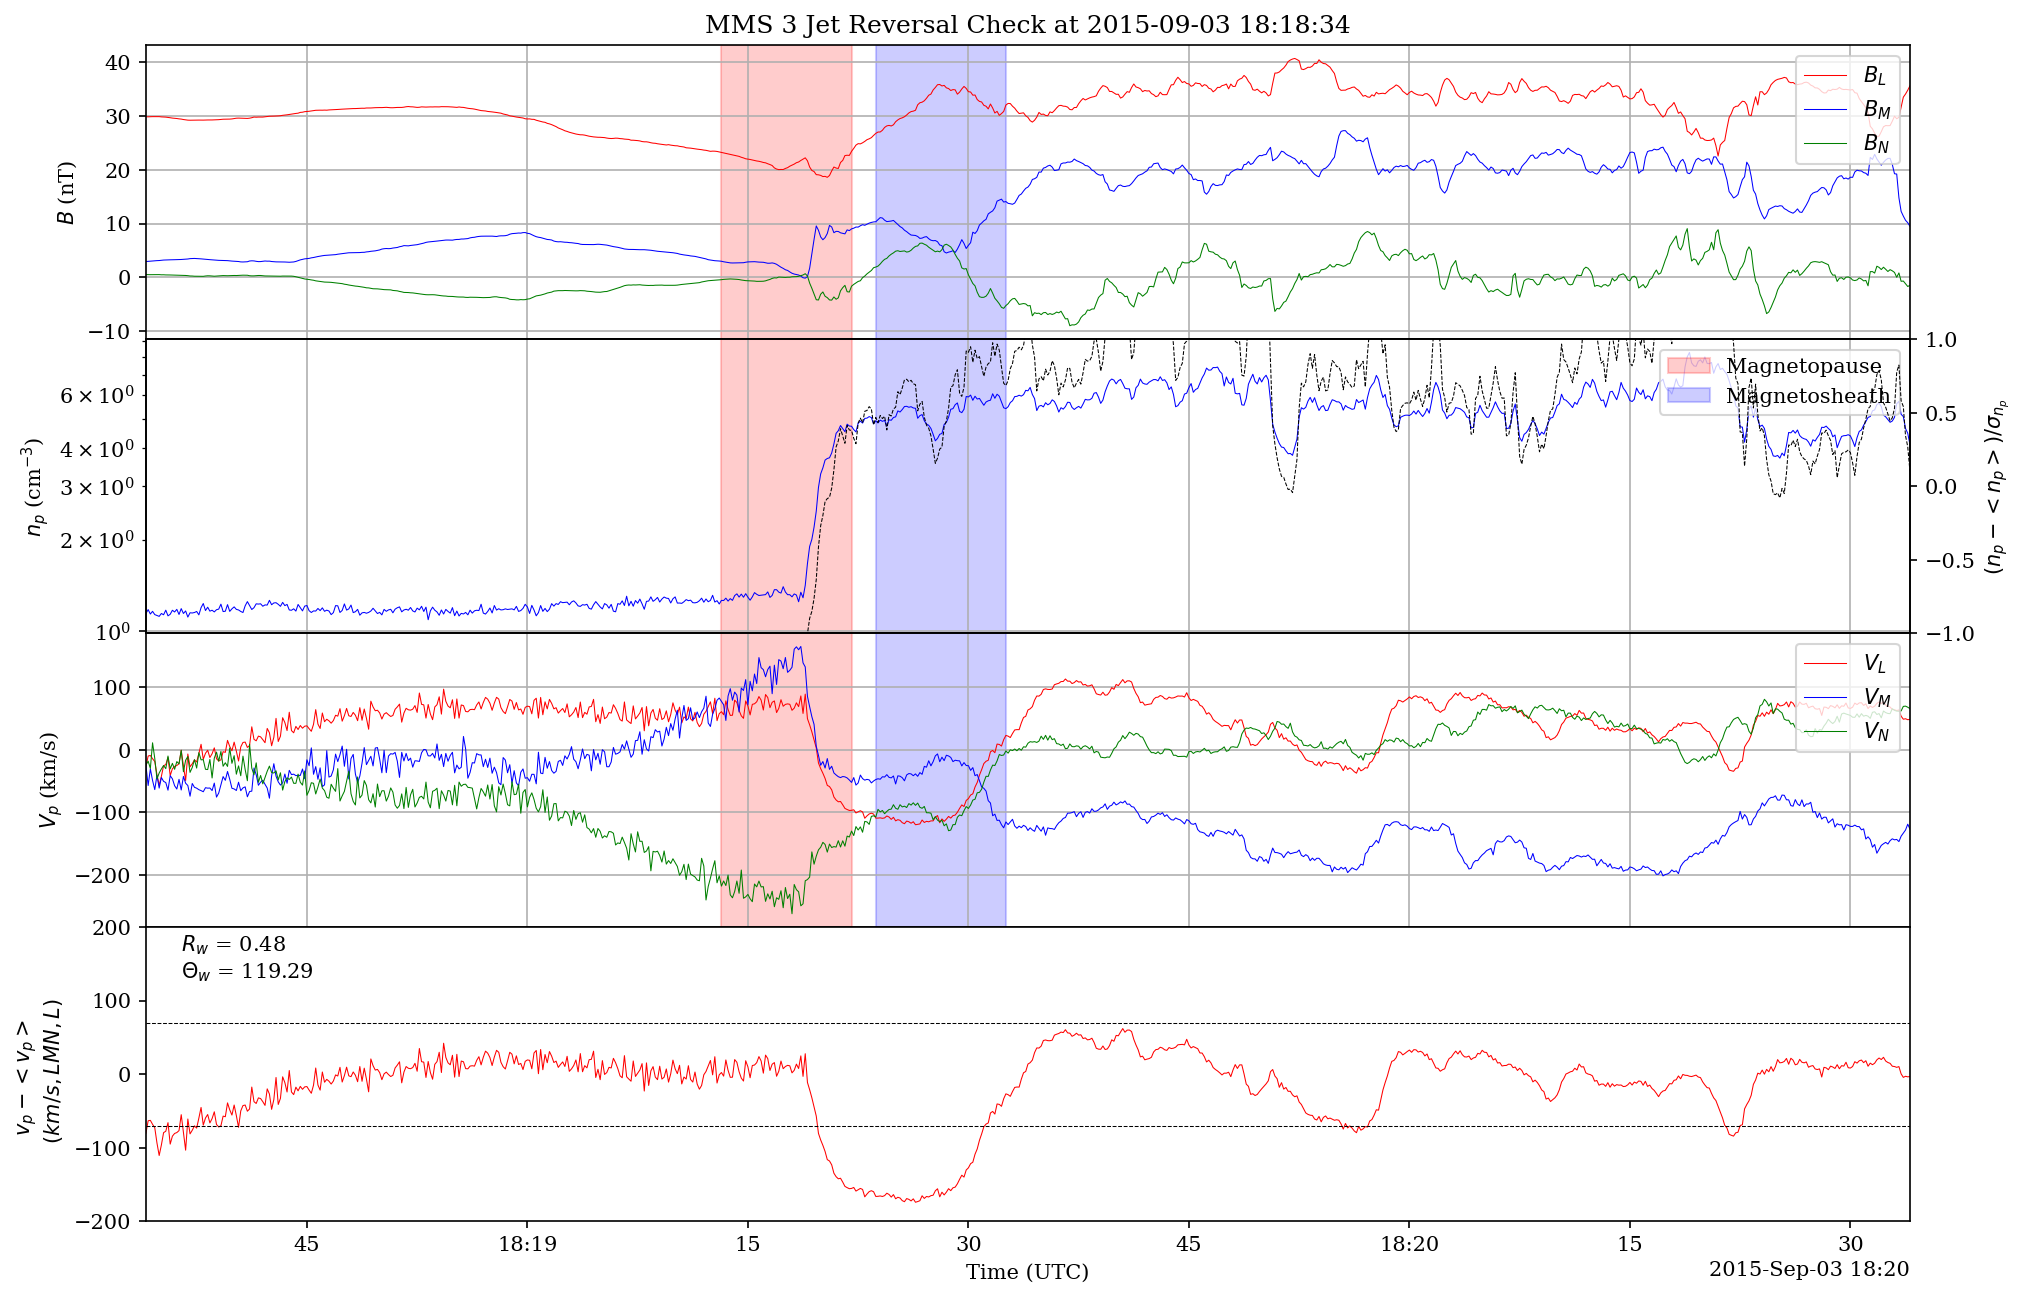 MMS 3 Jet Reversal Check at 2015-09-03 18:18:34
40
30
20
10
0
−10
B (nT)
B_L
B_M
B_N
6 × 10^0
4 × 10^0
3 × 10^0
2 × 10^0
10^0
n_p (cm^−3)
Magnetopause
Magnetosheath
1.0
0.5
0.0
−0.5
−1.0
(n_p − < n_p >)/σ_{n_p}
100
0
−100
−200
V_p (km/s)
V_L
V_M
V_N
200
100
0
−100
−200
v_p − < v_p >
(km/s, LMN, L)
R_w = 0.48
Θ_w = 119.29
45
18:19
15
30
45
18:20
15
30
Time (UTC)
2015-Sep-03 18:20